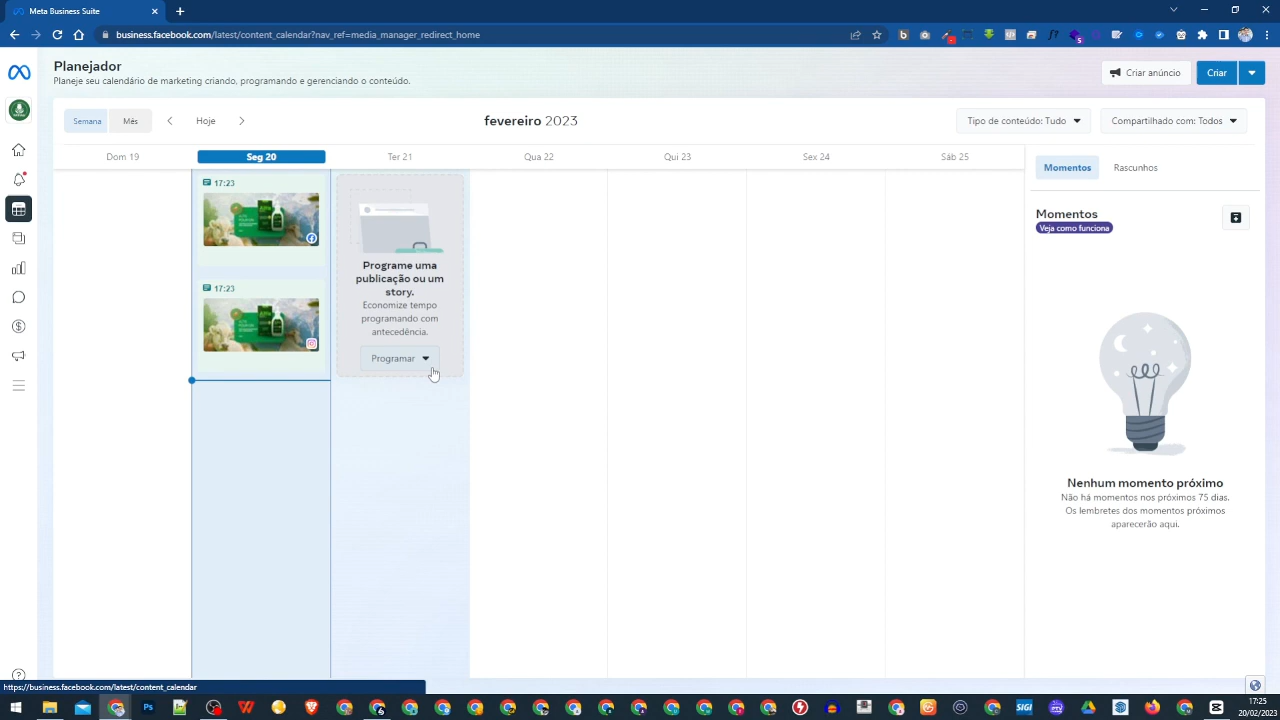 Meta Business Suite
business.facebook.com/latest/content_calendar?nav_ref=media_manager_redirect_home
Planejador
Planeje seu calendário de marketing criando, programando e gerenciando o conteúdo.
Criar anúncio
Criar
Semana
Mês
Hoje
fevereiro 2023
Tipo de conteúdo: Tudo
Compartilhado com: Todos
Dom 19
Seg 20
Ter 21
Qua 22
Qui 23
Sex 24
Sáb 25
17:23
17:23
Programe uma
publicação ou um
story.
Economize tempo
programando com
antecedência.
Programar
Momentos
Rascunhos
Momentos
Veja como funciona
Nenhum momento próximo
Não há momentos nos próximos 75 dias.
Os lembretes dos momentos próximos
aparecerão aqui.
https://business.facebook.com/latest/content_calendar
SIGI
17:25
20/02/2023